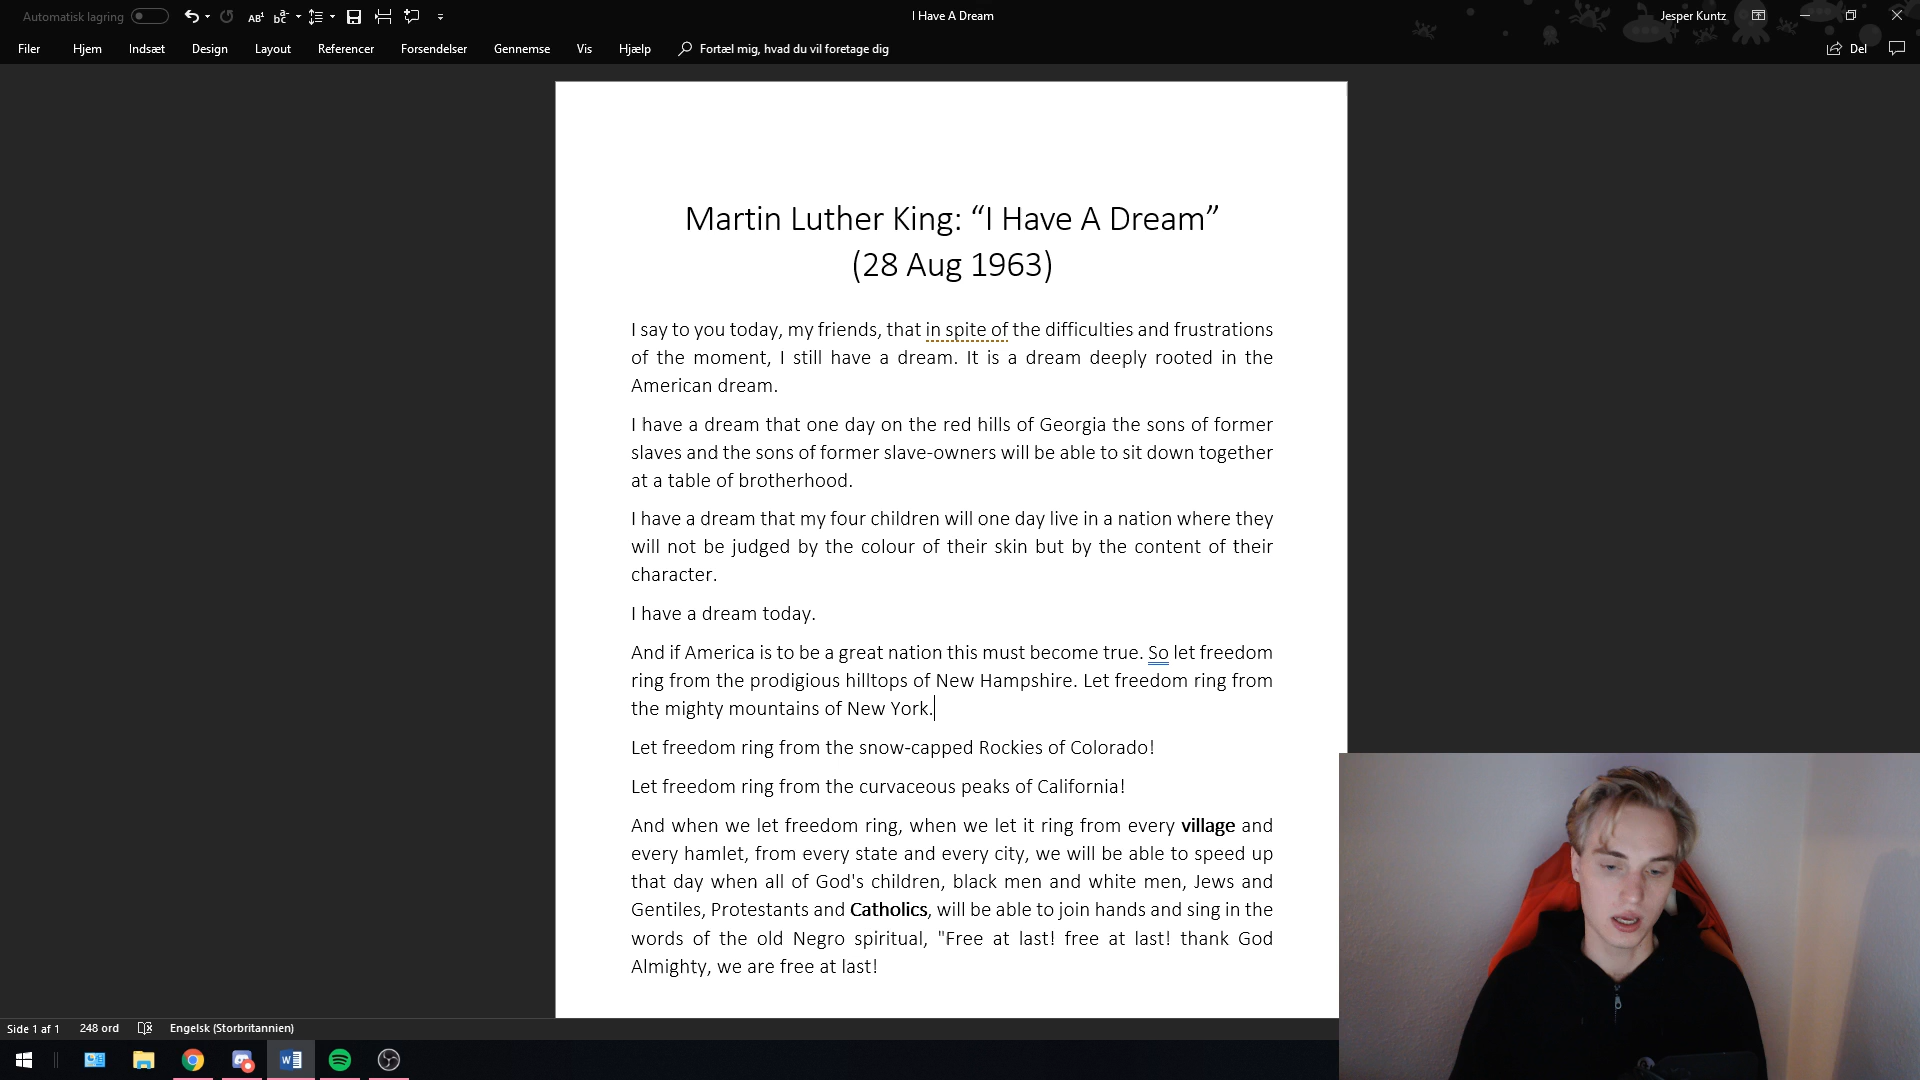 Automatisk lagring
I Have A Dream
Jesper Kuntz
Filer Hjem Indsæt Design Layout Referencer Forsendelser Gennemse Vis Hjælp Fortæl mig, hvad du vil foretage dig Del
Martin Luther King: “I Have A Dream”
(28 Aug 1963)
I say to you today, my friends, that in spite of the difficulties and frustrations
of the moment, I still have a dream. It is a dream deeply rooted in the
American dream.
I have a dream that one day on the red hills of Georgia the sons of former
slaves and the sons of former slave-owners will be able to sit down together
at a table of brotherhood.
I have a dream that my four children will one day live in a nation where they
will not be judged by the colour of their skin but by the content of their
character.
I have a dream today.
And if America is to be a great nation this must become true. So let freedom
ring from the prodigious hilltops of New Hampshire. Let freedom ring from
the mighty mountains of New York.
Let freedom ring from the snow-capped Rockies of Colorado!
Let freedom ring from the curvaceous peaks of California!
And when we let freedom ring, when we let it ring from every village and
every hamlet, from every state and every city, we will be able to speed up
that day when all of God's children, black men and white men, Jews and
Gentiles, Protestants and Catholics, will be able to join hands and sing in the
words of the old Negro spiritual, "Free at last! free at last! thank God
Almighty, we are free at last!
Side 1 af 1 248 ord Engelsk (Storbritannien)